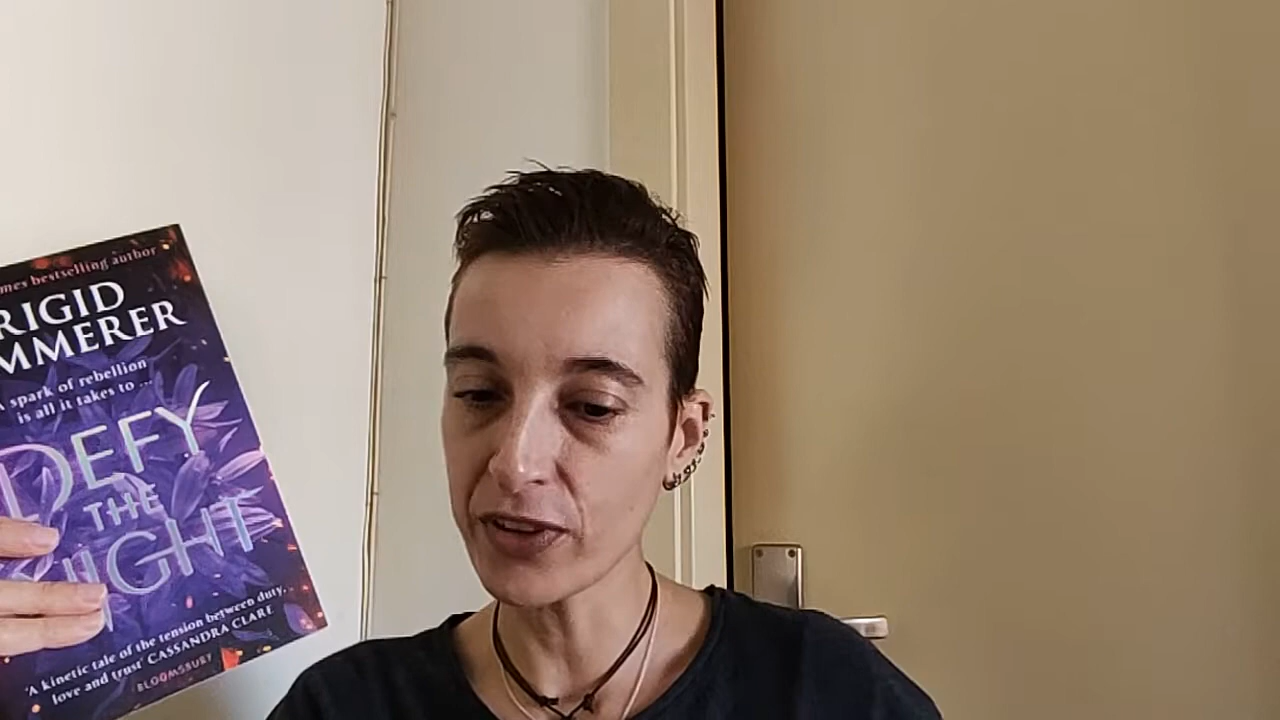 mes bestselling author
RIGID
MMERER
A spark of rebellion
is all it takes to ...
DEFY
THE
NIGHT
'A kinetic tale of the tension between duty,
love and trust' CASSANDRA CLARE
BLOOMSBURY